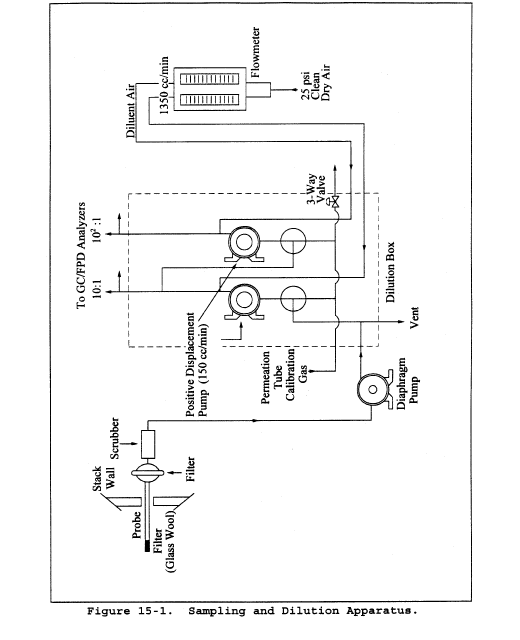 Flowmeter
1350 cc/min
Diluent Air
25 psi
Clean
Dry Air
3-Way
Valve
To GC/FPD Analyzers
10² :1
10:1
Dilution Box
Positive Displacement
Pump (150 cc/min)
Vent
Permeation
Tube
Calibration
Gas
Diaphragm
Pump
Scrubber
Stack
Wall
Filter
Probe
Filter
(Glass Wool)
Figure 15-1. Sampling and Dilution Apparatus.